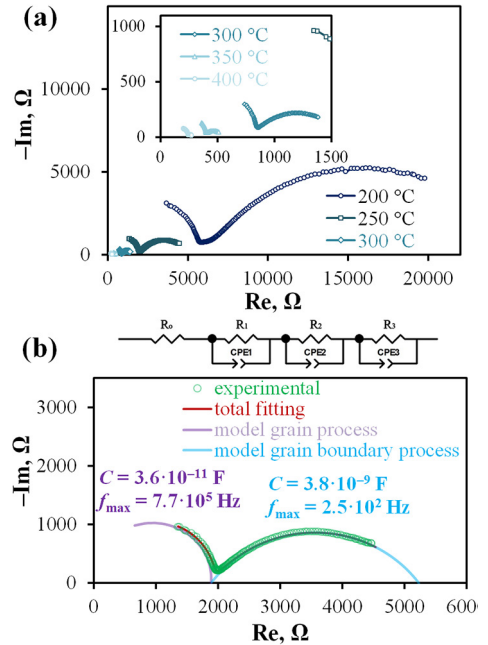 (a)
−Im, Ω
15000
10000
5000
0
1000
500
0
300 °C
350 °C
400 °C
0
500
1000
1500
200 °C
250 °C
300 °C
0
5000
10000
15000
20000
Re, Ω
(b)
R₀
R₁
R₂
R₃
CPE1
CPE2
CPE3
−Im, Ω
3000
2000
1000
0
experimental
total fitting
model grain process
model grain boundary process
C = 3.6·10⁻¹¹ F
fmax = 7.7·10⁵ Hz
C = 3.8·10⁻⁹ F
fmax = 2.5·10² Hz
0
1000
2000
3000
4000
5000
6000
Re, Ω